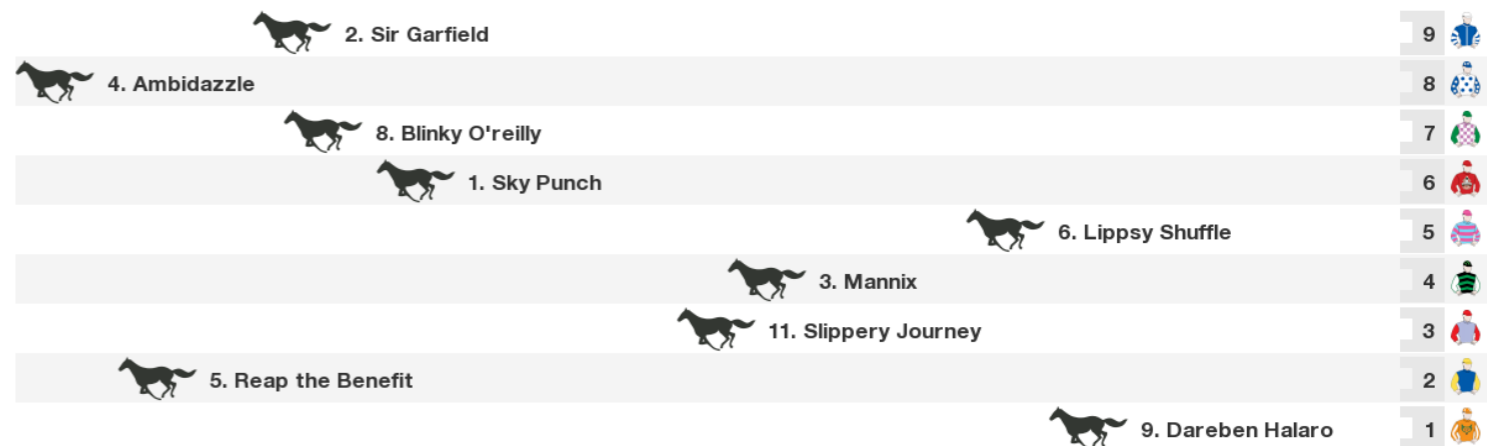 2. Sir Garfield 9
4. Ambidazzle 8
8. Blinky O'reilly 7
1. Sky Punch 6
6. Lippsy Shuffle 5
3. Mannix 4
11. Slippery Journey 3
5. Reap the Benefit 2
9. Dareben Halaro 1